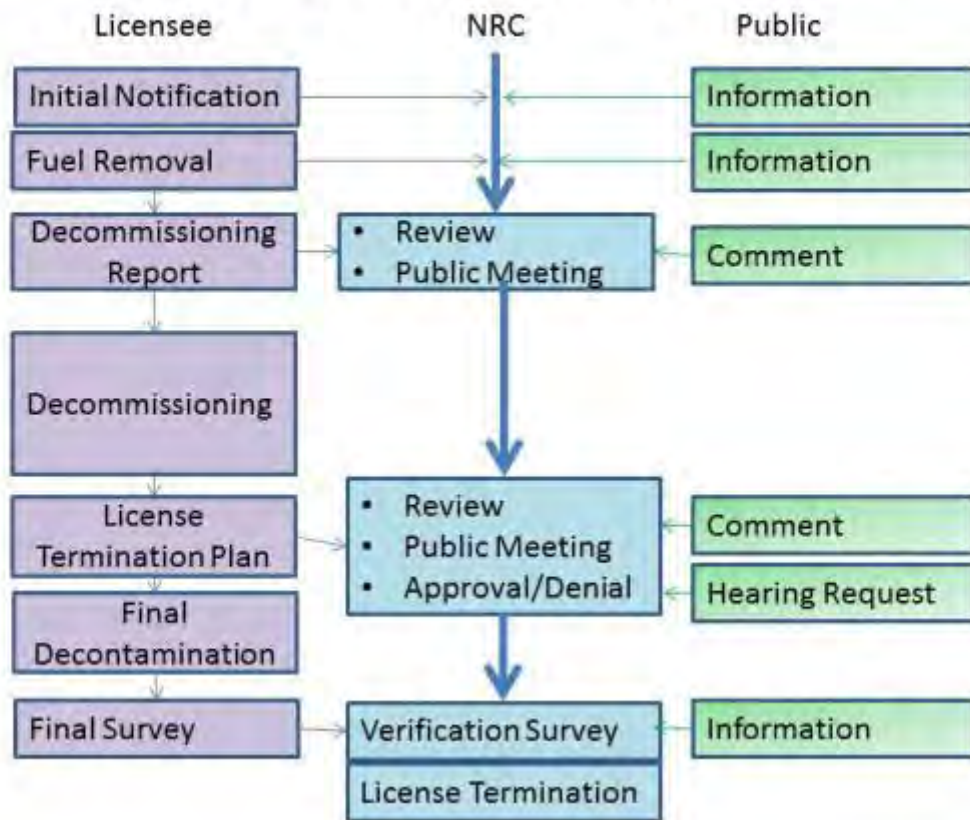 Licensee NRC Public
Initial Notification Information
Fuel Removal Information
Decommissioning
Report
• Review
• Public Meeting
Comment
Decommissioning
License
Termination Plan
• Review
• Public Meeting
• Approval/Denial
Comment
Hearing Request
Final
Decontamination
Final Survey Verification Survey Information
License Termination